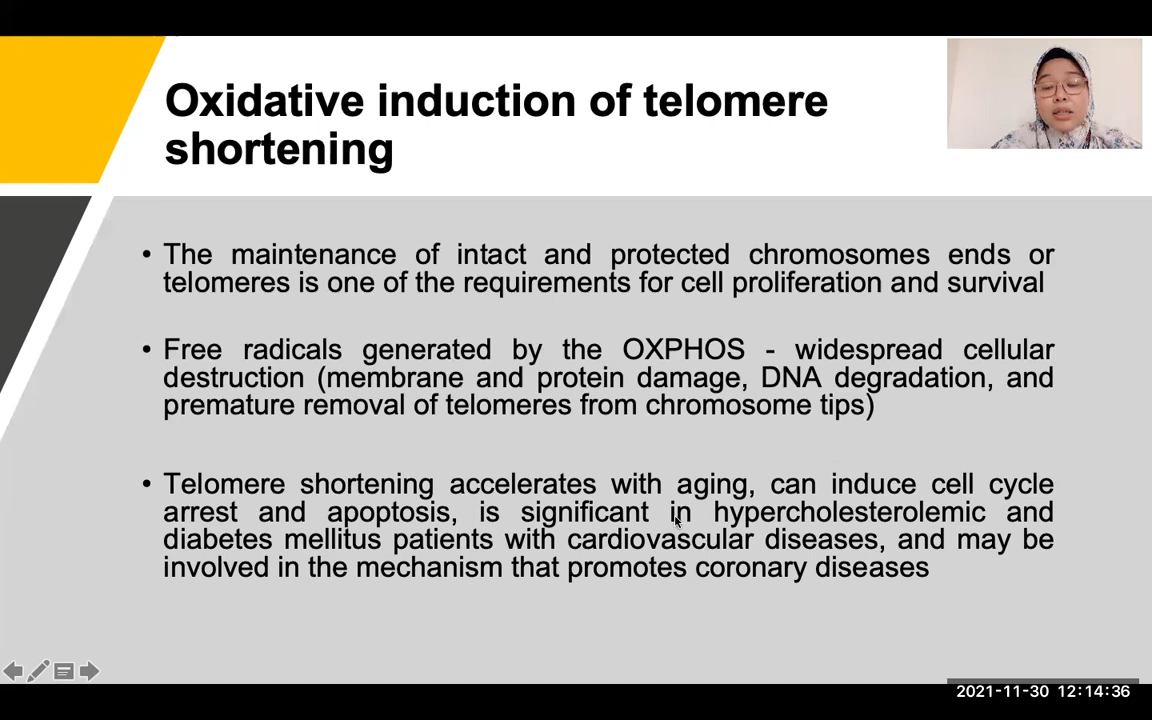 Oxidative induction of telomere
shortening
• The maintenance of intact and protected chromosomes ends or
telomeres is one of the requirements for cell proliferation and survival
• Free radicals generated by the OXPHOS - widespread cellular
destruction (membrane and protein damage, DNA degradation, and
premature removal of telomeres from chromosome tips)
• Telomere shortening accelerates with aging, can induce cell cycle
arrest and apoptosis, is significant in hypercholesterolemic and
diabetes mellitus patients with cardiovascular diseases, and may be
involved in the mechanism that promotes coronary diseases
2021-11-30 12:14:36